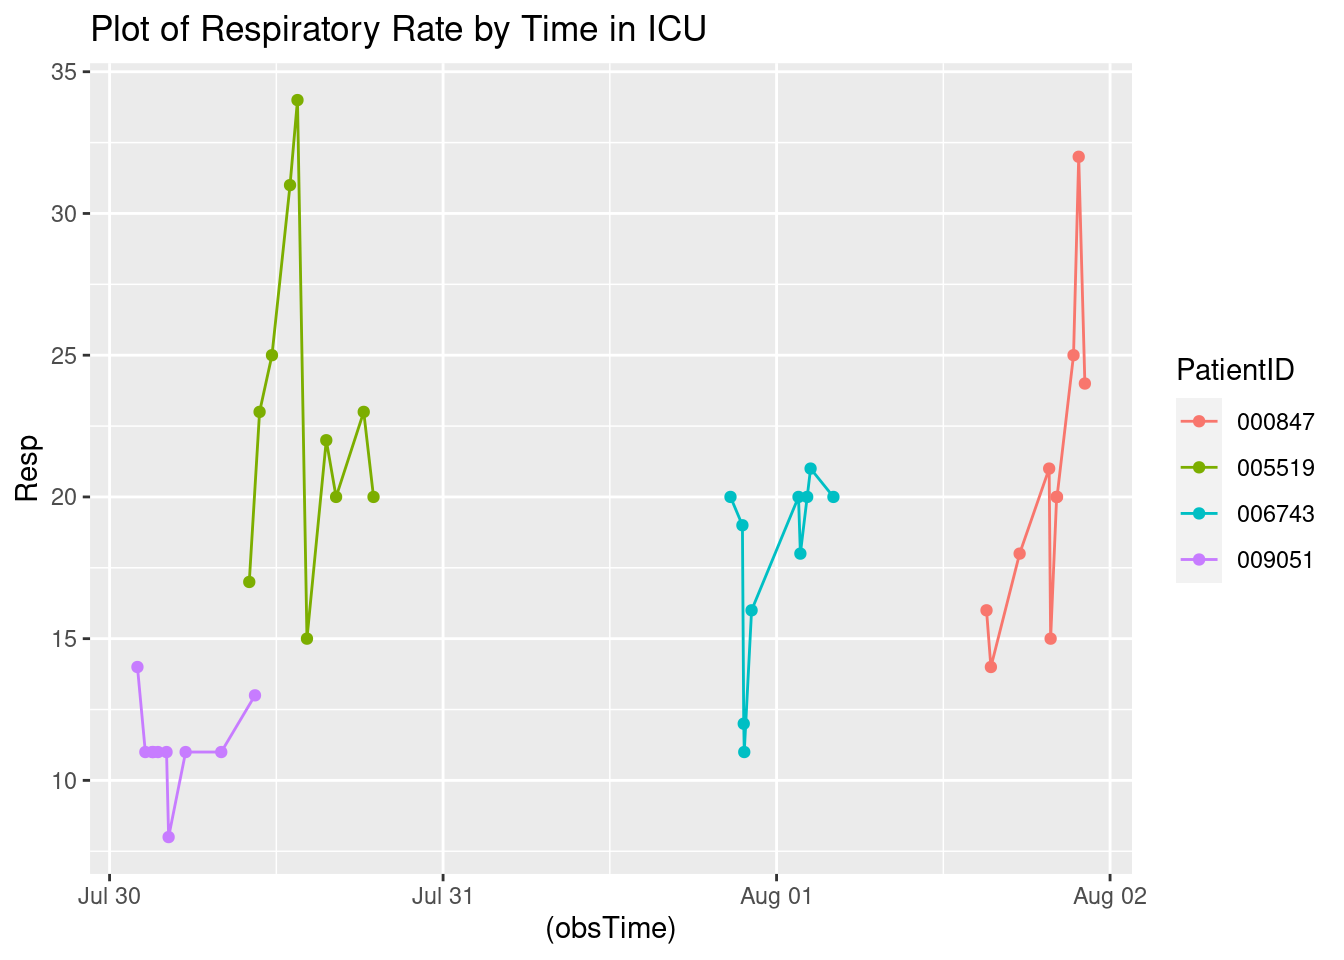 Plot of Respiratory Rate by Time in ICU
35
30
25
20
15
10
Resp
Jul 30
Jul 31
Aug 01
Aug 02
(obsTime)
PatientID
000847
005519
006743
009051